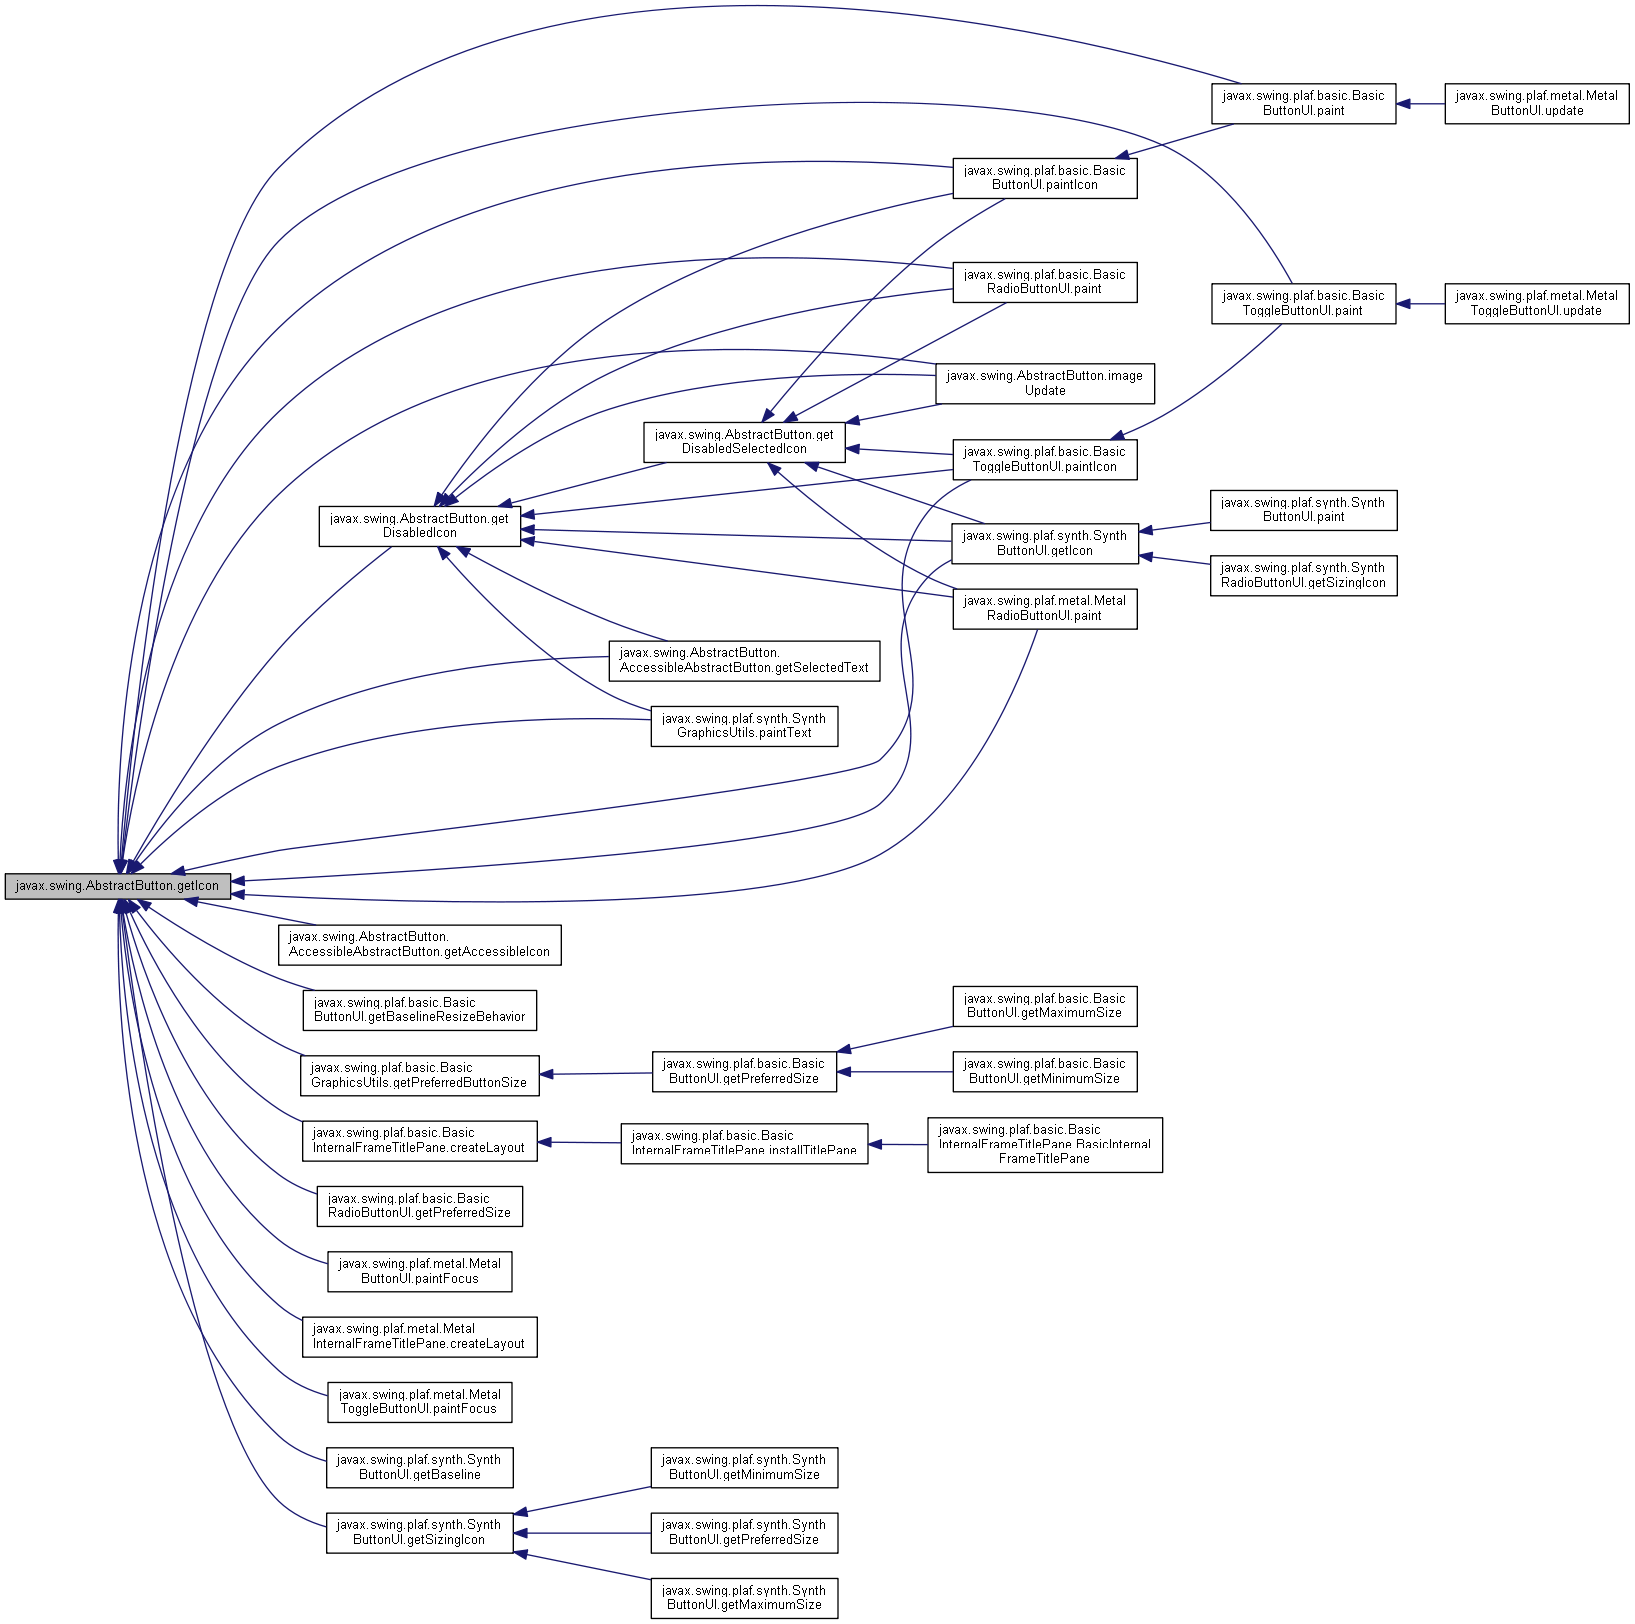 javax.swing.plaf.basic.Basic
ButtonUI.paint
javax.swing.plaf.metal.Metal
ButtonUI.update
javax.swing.plaf.basic.Basic
ButtonUI.paintIcon
javax.swing.plaf.basic.Basic
RadioButtonUI.paint
javax.swing.plaf.basic.Basic
ToggleButtonUI.paint
javax.swing.plaf.metal.Metal
ToggleButtonUI.update
javax.swing.AbstractButton.image
Update
javax.swing.AbstractButton.get
DisabledSelectedIcon
javax.swing.plaf.basic.Basic
ToggleButtonUI.paintIcon
javax.swing.AbstractButton.get
DisabledIcon
javax.swing.plaf.synth.Synth
ButtonUI.getIcon
javax.swing.plaf.synth.Synth
ButtonUI.paint
javax.swing.plaf.synth.Synth
RadioButtonUI.getSizingIcon
javax.swing.plaf.metal.Metal
RadioButtonUI.paint
javax.swing.AbstractButton.
AccessibleAbstractButton.getSelectedText
javax.swing.plaf.synth.Synth
GraphicsUtils.paintText
javax.swing.AbstractButton.getIcon
javax.swing.AbstractButton.
AccessibleAbstractButton.getAccessibleIcon
javax.swing.plaf.basic.Basic
ButtonUI.getBaselineResizeBehavior
javax.swing.plaf.basic.Basic
GraphicsUtils.getPreferredButtonSize
javax.swing.plaf.basic.Basic
ButtonUI.getPreferredSize
javax.swing.plaf.basic.Basic
ButtonUI.getMaximumSize
javax.swing.plaf.basic.Basic
ButtonUI.getMinimumSize
javax.swing.plaf.basic.Basic
InternalFrameTitlePane.createLayout
javax.swing.plaf.basic.Basic
InternalFrameTitlePane.installTitlePane
javax.swing.plaf.basic.Basic
InternalFrameTitlePane.BasicInternal
FrameTitlePane
javax.swing.plaf.basic.Basic
RadioButtonUI.getPreferredSize
javax.swing.plaf.metal.Metal
ButtonUI.paintFocus
javax.swing.plaf.metal.Metal
InternalFrameTitlePane.createLayout
javax.swing.plaf.metal.Metal
ToggleButtonUI.paintFocus
javax.swing.plaf.synth.Synth
ButtonUI.getBaseline
javax.swing.plaf.synth.Synth
ButtonUI.getSizingIcon
javax.swing.plaf.synth.Synth
ButtonUI.getMinimumSize
javax.swing.plaf.synth.Synth
ButtonUI.getPreferredSize
javax.swing.plaf.synth.Synth
ButtonUI.getMaximumSize